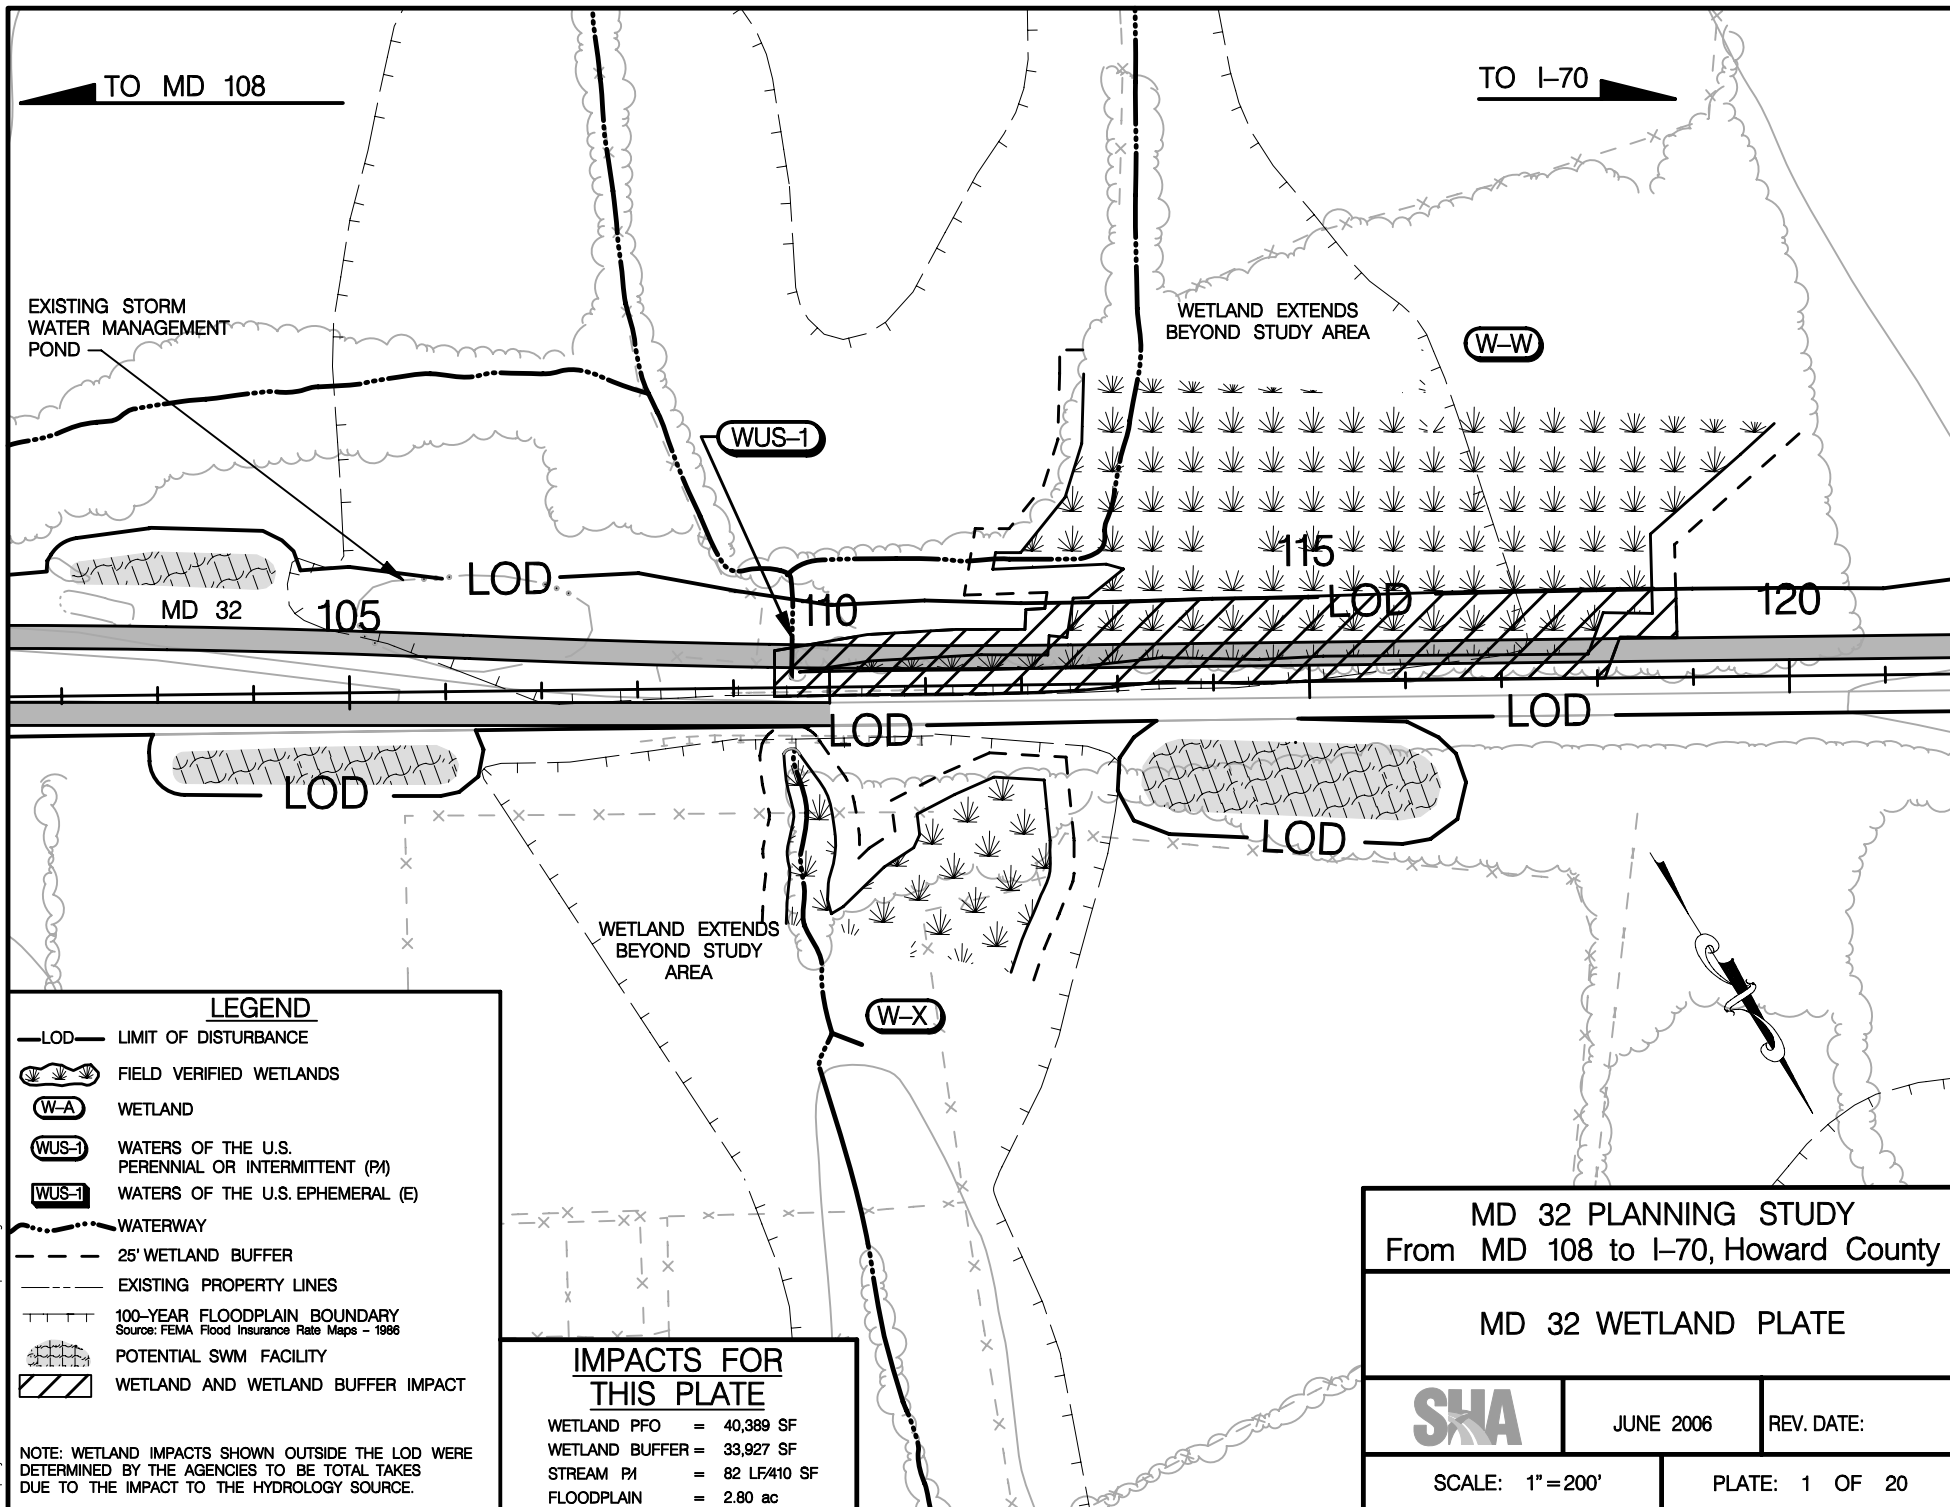 TO MD 108
TO I-70
EXISTING STORM
WATER MANAGEMENT
POND
WETLAND EXTENDS
BEYOND STUDY AREA
W-W
WUS-1
LOD
115
MD 32
105
110
LOD
120
LOD
LOD
LOD
LOD
WETLAND EXTENDS
BEYOND STUDY
AREA
W-X
LEGEND
LOD LIMIT OF DISTURBANCE
FIELD VERIFIED WETLANDS
W-A WETLAND
WUS-1 WATERS OF THE U.S.
PERENNIAL OR INTERMITTENT (P/I)
WUS-1 WATERS OF THE U.S. EPHEMERAL (E)
WATERWAY
25' WETLAND BUFFER
EXISTING PROPERTY LINES
100-YEAR FLOODPLAIN BOUNDARY
Source: FEMA Flood Insurance Rate Maps - 1986
POTENTIAL SWM FACILITY
WETLAND AND WETLAND BUFFER IMPACT
NOTE: WETLAND IMPACTS SHOWN OUTSIDE THE LOD WERE
DETERMINED BY THE AGENCIES TO BE TOTAL TAKES
DUE TO THE IMPACT TO THE HYDROLOGY SOURCE.
IMPACTS FOR
THIS PLATE
WETLAND PFO = 40,389 SF
WETLAND BUFFER = 33,927 SF
STREAM P/I = 82 LF/410 SF
FLOODPLAIN = 2.80 ac
MD 32 PLANNING STUDY
From MD 108 to I-70, Howard County
MD 32 WETLAND PLATE
SHA
JUNE 2006
REV. DATE:
SCALE: 1"=200'
PLATE: 1 OF 20